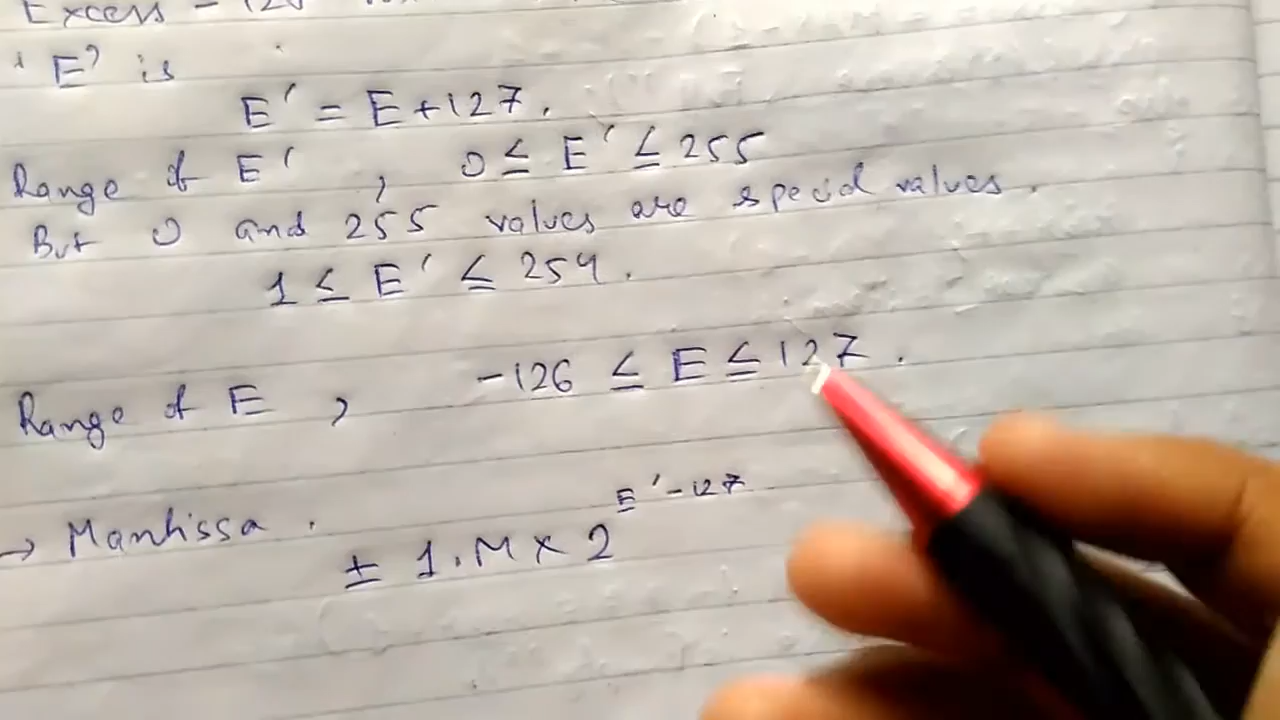 Excess -
'E' is
E' = E+127.
Range of E', 0 ≤ E' ≤ 255
But 0 and 255 values are special values.
1 ≤ E' ≤ 254.
Range of E, -126 ≤ E ≤ 127.
→ Mantissa.
± 1.M × 2^E'-127